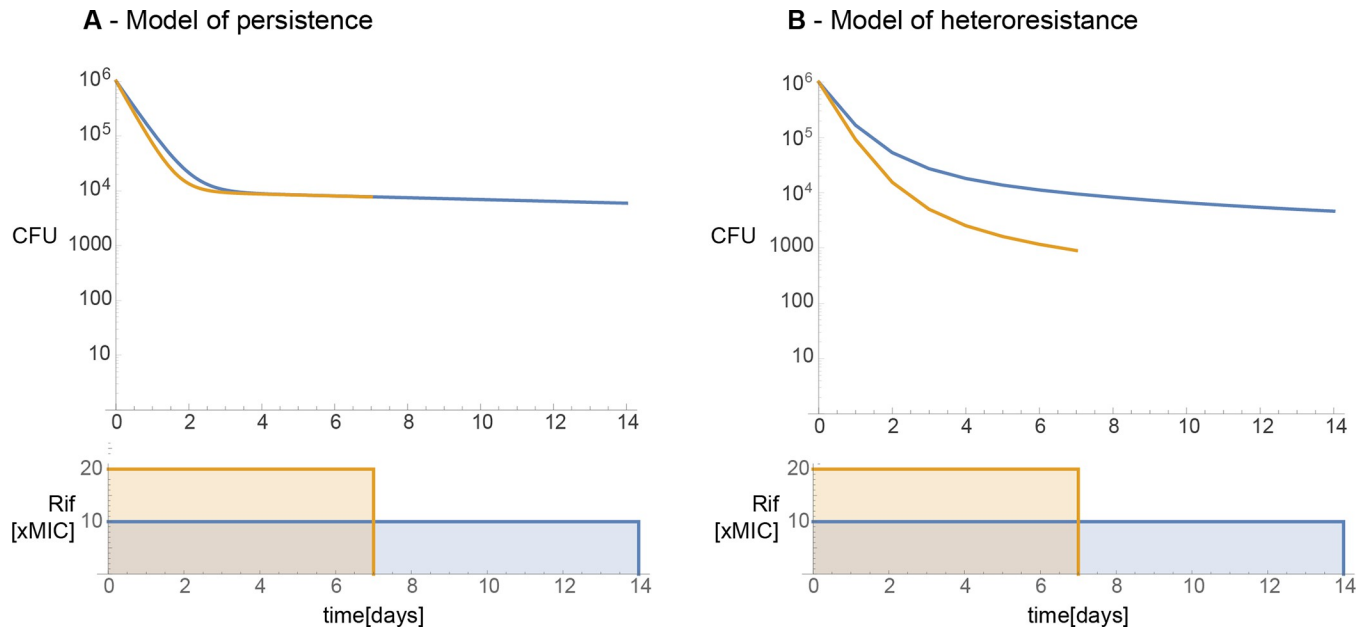 A - Model of persistence
10⁶
10⁵
10⁴
CFU
1000
100
10
0 2 4 6 8 10 12 14
20
Rif
[xMIC]
10
0 2 4 6 8 10 12 14
time[days]
B - Model of heteroresistance
10⁶
10⁵
10⁴
CFU
1000
100
10
0 2 4 6 8 10 12 14
20
Rif
[xMIC]
10
0 2 4 6 8 10 12 14
time[days]